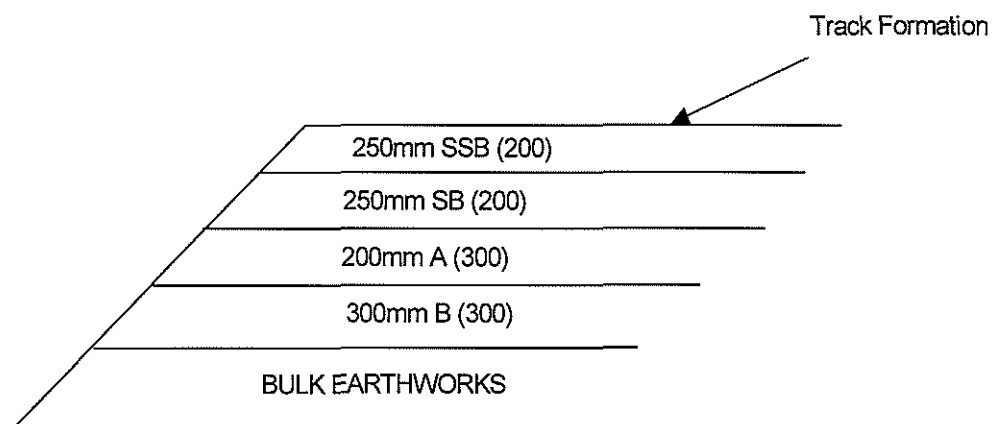 Track Formation
250mm SSB (200)
250mm SB (200)
200mm A (300)
300mm B (300)
BULK EARTHWORKS